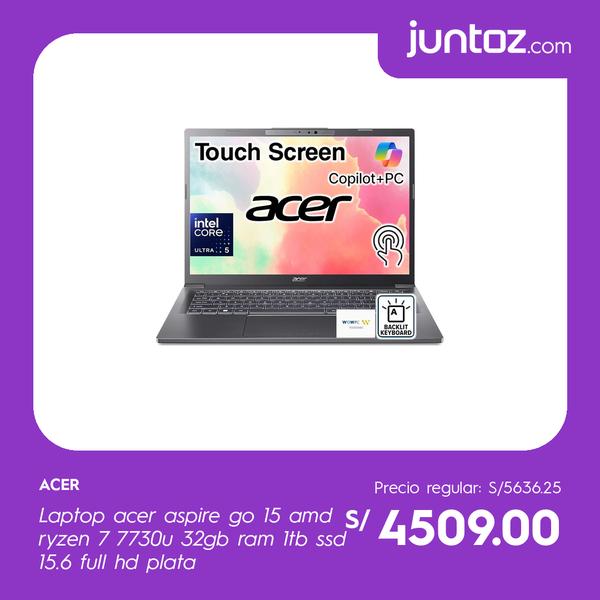 juntoz.com
Touch Screen
Copilot+PC
acer
intel
CORE
ULTRA 5
acer
WOWPC W
A
BACKLIT
KEYBOARD
ACER
Precio regular: S/5636.25
Laptop acer aspire go 15 amd
ryzen 7 7730u 32gb ram 1tb ssd
15.6 full hd plata
S/ 4509.00